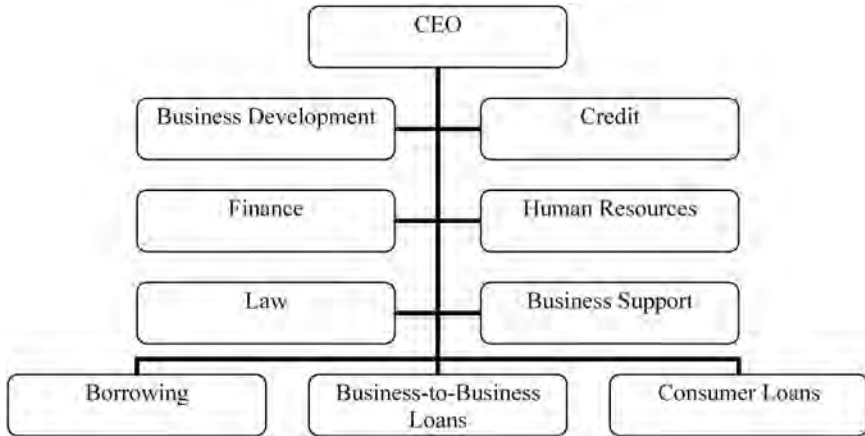 CEO
Business Development
Credit
Finance
Human Resources
Law
Business Support
Borrowing
Business-to-Business
Loans
Consumer Loans